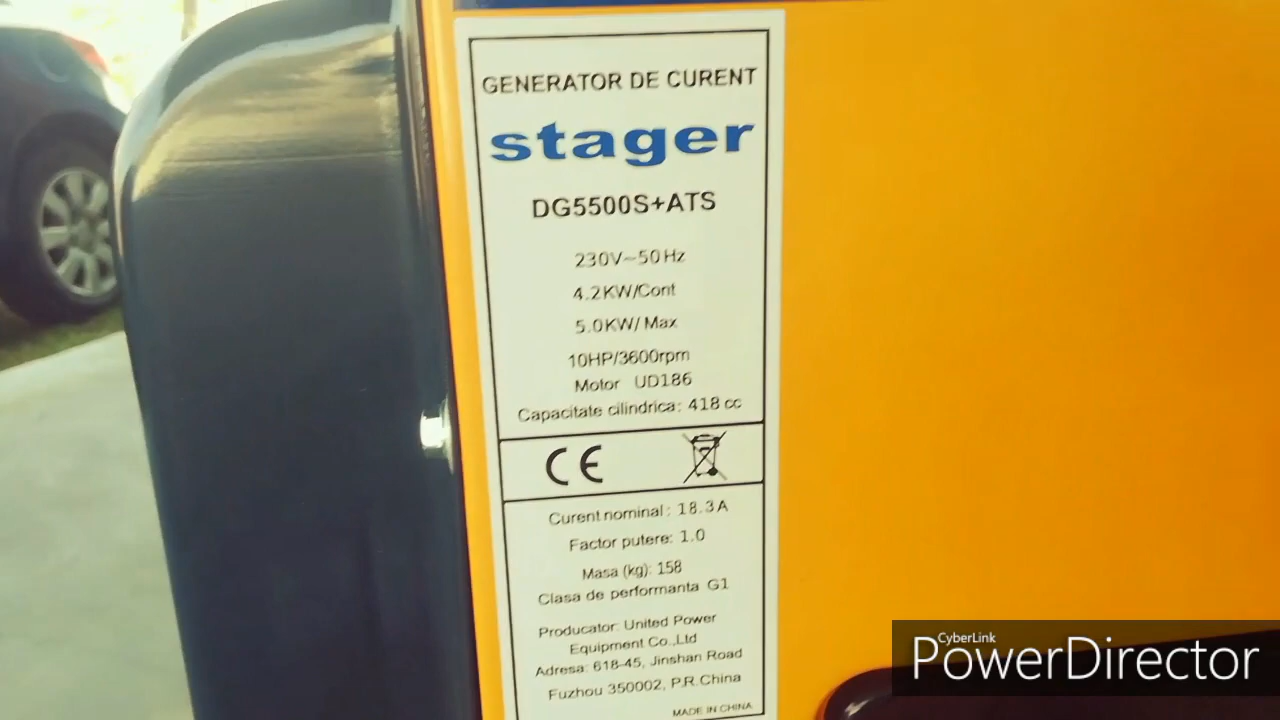 GENERATOR DE CURENT
stager
DG5500S+ATS
230V~50Hz
4.2KW/Cont
5.0KW/Max
10HP/3600rpm
Motor UD186
Capacitate cilindrica: 418 cc
CE
Curent nominal: 18.3A
Factor putere: 1.0
Masa (kg): 158
Clasa de performanta G1
Producator: United Power
Equipment Co.,Ltd
Adresa: 618-45, Jinshan Road
Fuzhou 350002, P.R.China
MADE IN CHINA
CyberLink
PowerDirector